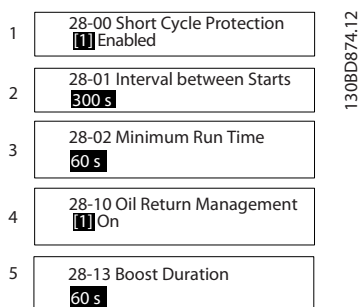 1
28-00 Short Cycle Protection
[1] Enabled
2
28-01 Interval between Starts
300 s
3
28-02 Minimum Run Time
60 s
4
28-10 Oil Return Management
[1] On
5
28-13 Boost Duration
60 s
130BD874.12